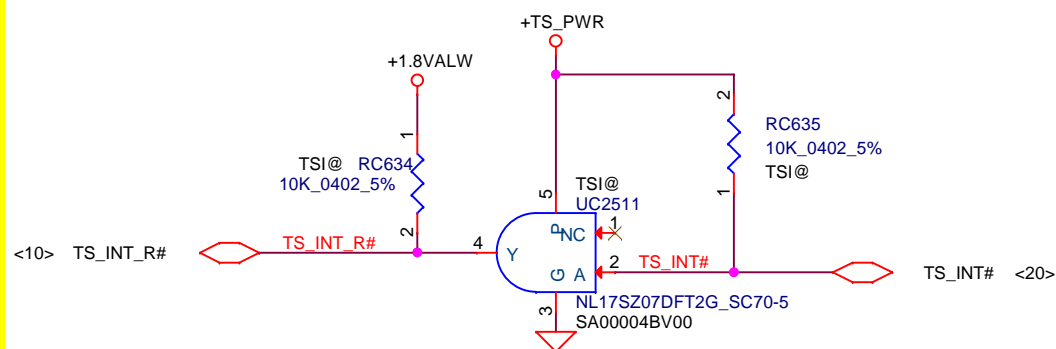 +TS_PWR
+1.8VALW
1
TSI@ RC634
10K_0402_5%
2
2
RC635
10K_0402_5%
TSI@
1
TSI@
UC2511
5
P
NC
1
<10> TS_INT_R#
TS_INT_R#
4
Y
G
A
2
TS_INT#
TS_INT# <20>
3
NL17SZ07DFT2G_SC70-5
SA00004BV00